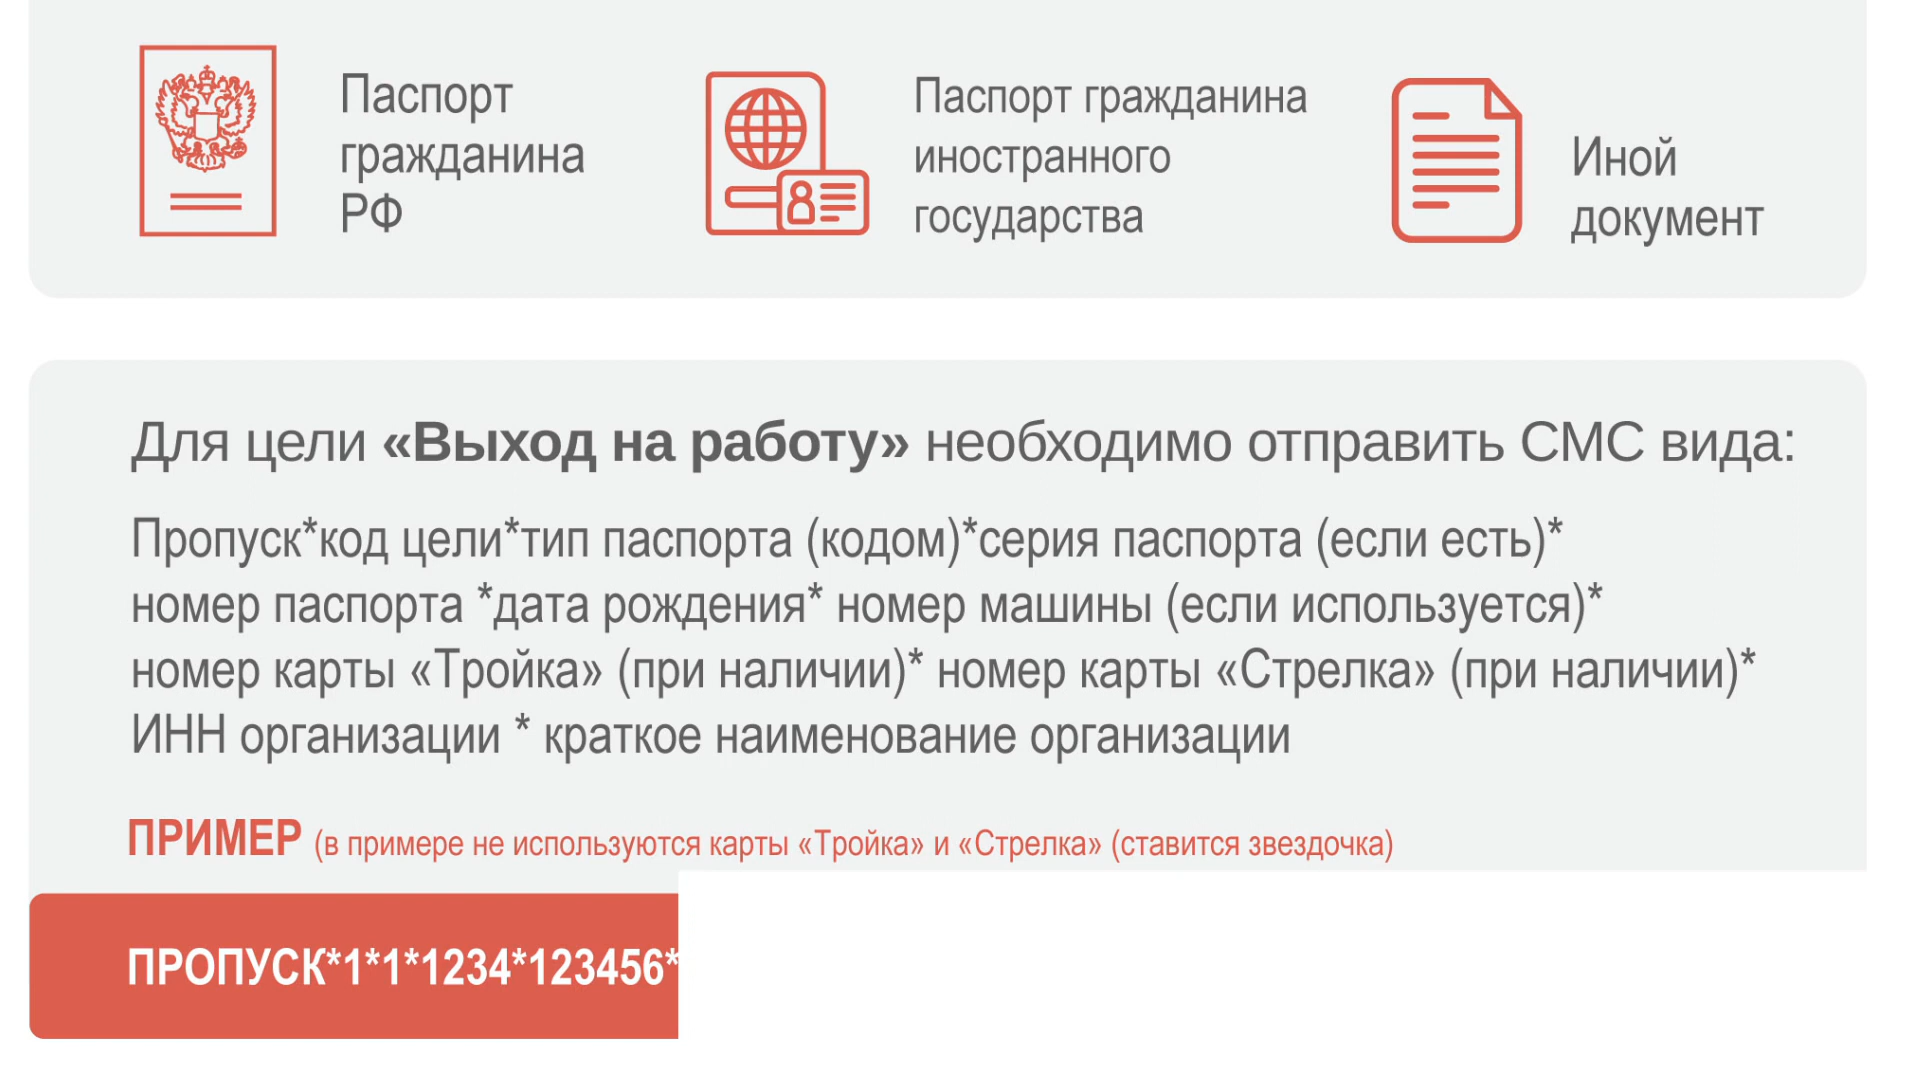 Паспорт
гражданина
РФ
Паспорт гражданина
иностранного
государства
Иной
документ
Для цели «Выход на работу» необходимо отправить СМС вида:
Пропуск*код цели*тип паспорта (кодом)*серия паспорта (если есть)*
номер паспорта *дата рождения* номер машины (если используется)*
номер карты «Тройка» (при наличии)* номер карты «Стрелка» (при наличии)*
ИНН организации * краткое наименование организации
ПРИМЕР (в примере не используются карты «Тройка» и «Стрелка» (ставится звездочка)
ПРОПУСК*1*1*1234*123456*